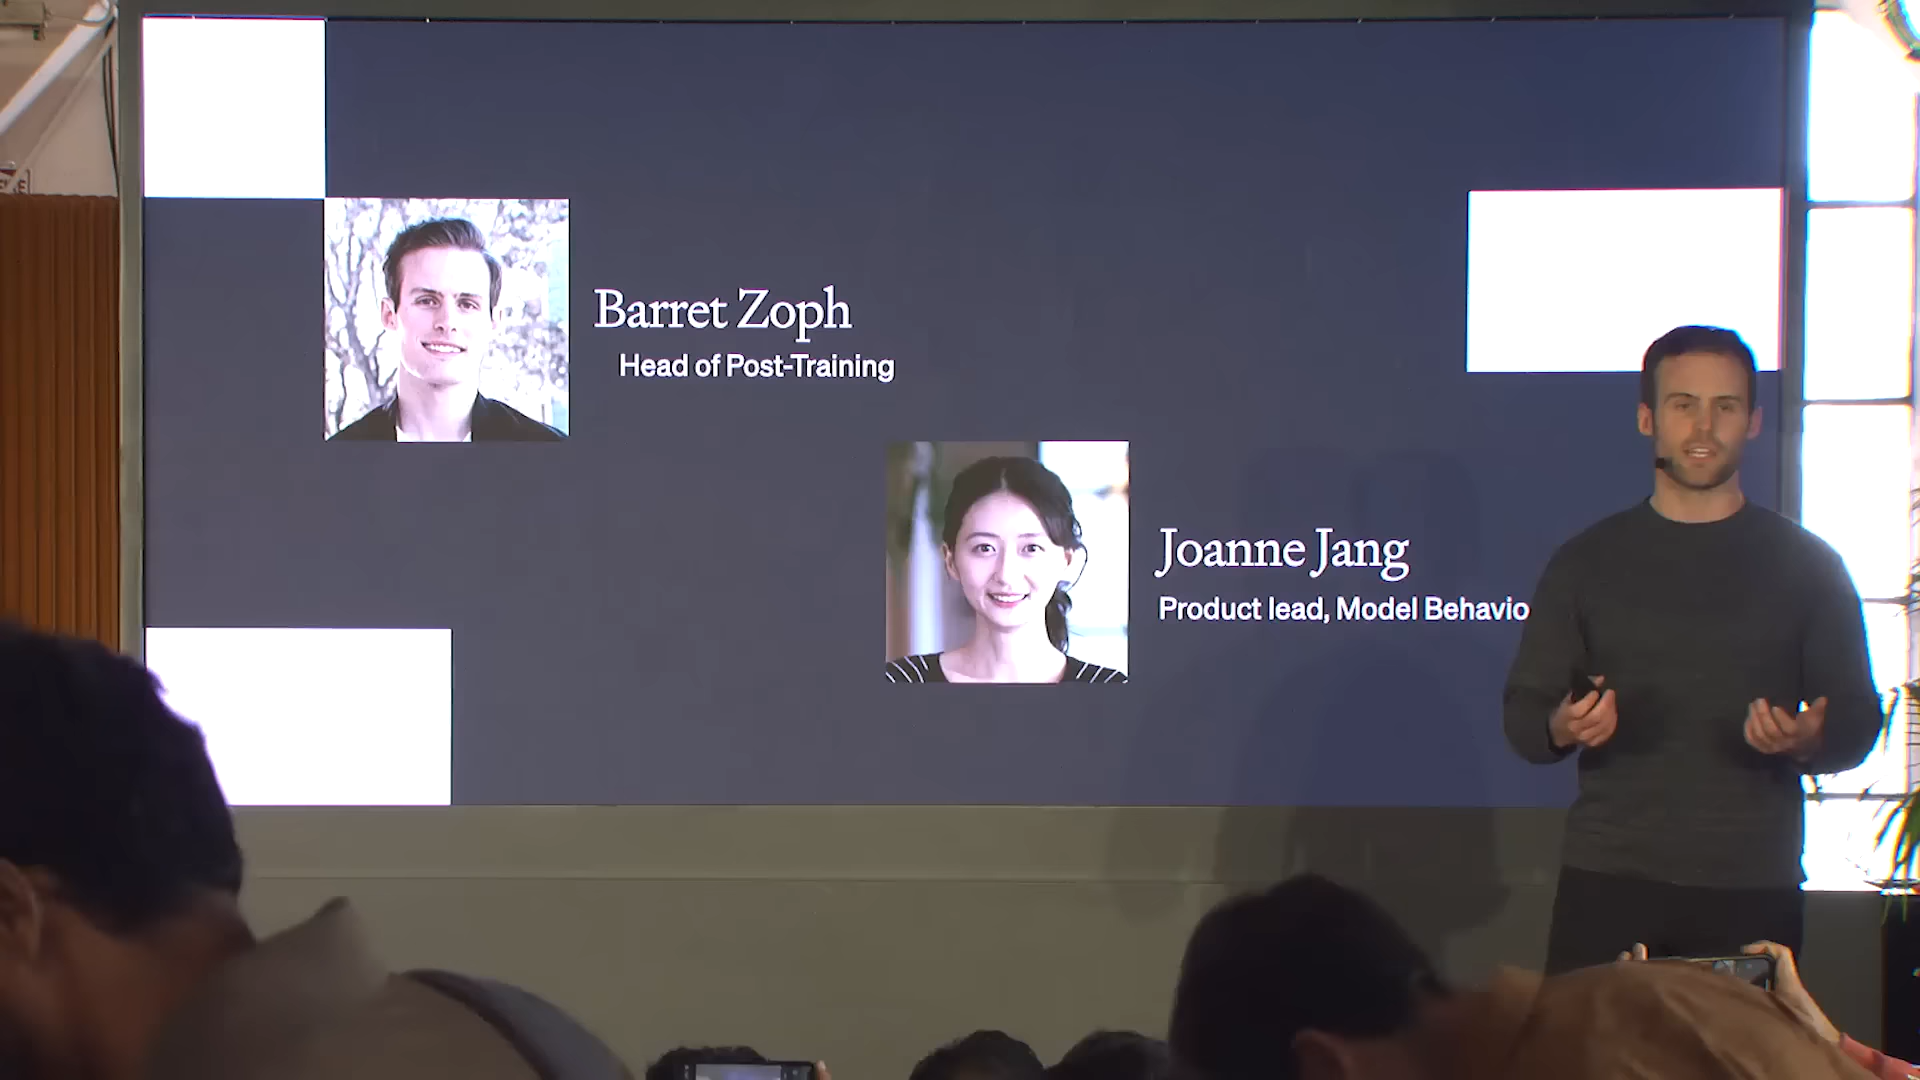 Barret Zoph
Head of Post-Training
Joanne Jang
Product lead, Model Behavio